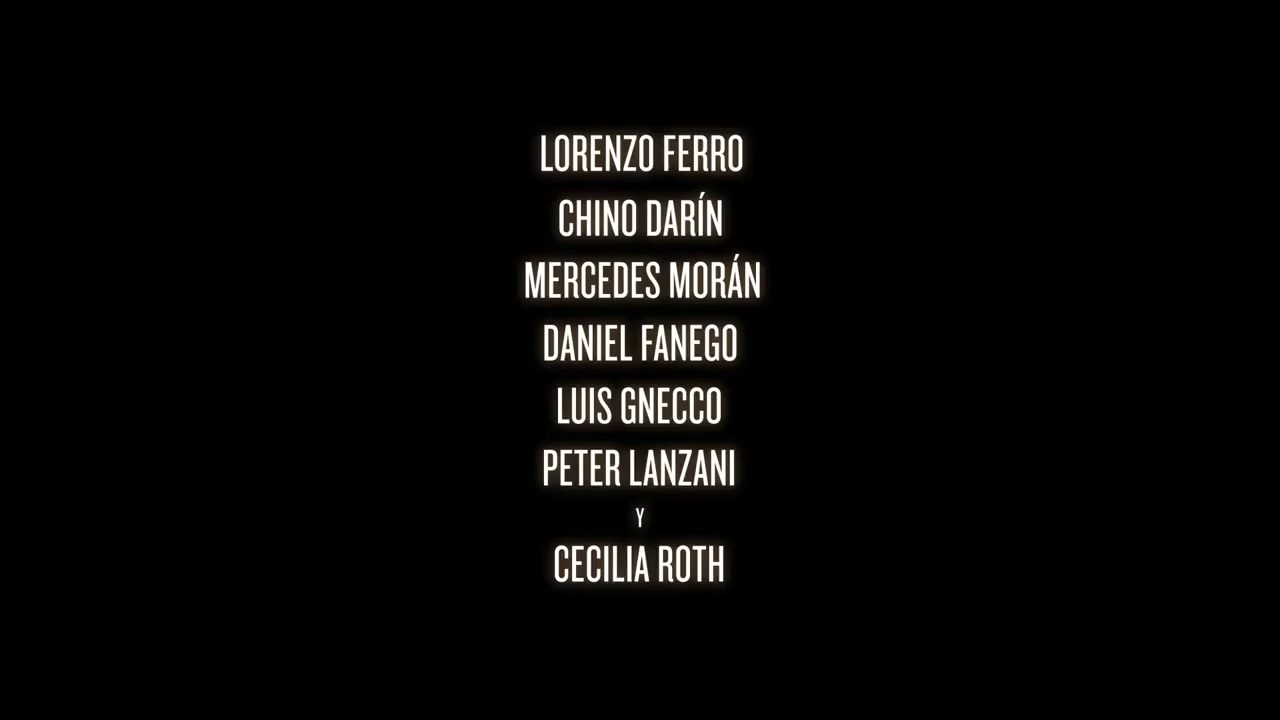 LORENZO FERRO
CHINO DARÍN
MERCEDES MORÁN
DANIEL FANEGO
LUIS GNECCO
PETER LANZANI
Y
CECILIA ROTH